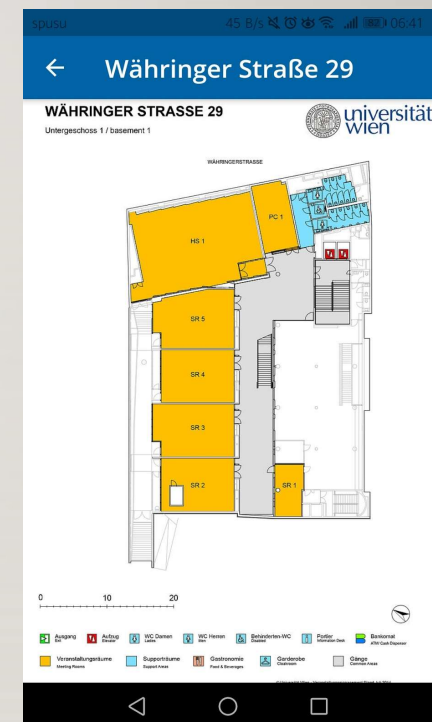 spusu 45 B/s 06:41
Währinger Straße 29
WÄHRINGER STRASSE 29
Untergeschoss 1 / basement 1
universität
wien
WÄHRINGERSTRASSE
PC 1
HS 1
SR 5
SR 4
SR 3
SR 2
SR 1
0 10 20
Ausgang
Exit
Aufzug
Elevator
WC Damen
Ladies
WC Herren
Men
Behinderten-WC
Disabled
Portier
Information Desk
Bankomat
ATM/ Cash Dispenser
Veranstaltungsräume
Meeting Rooms
Supporträume
Support Areas
Gastronomie
Food & Beverages
Garderobe
Cloakroom
Gänge
Common Areas